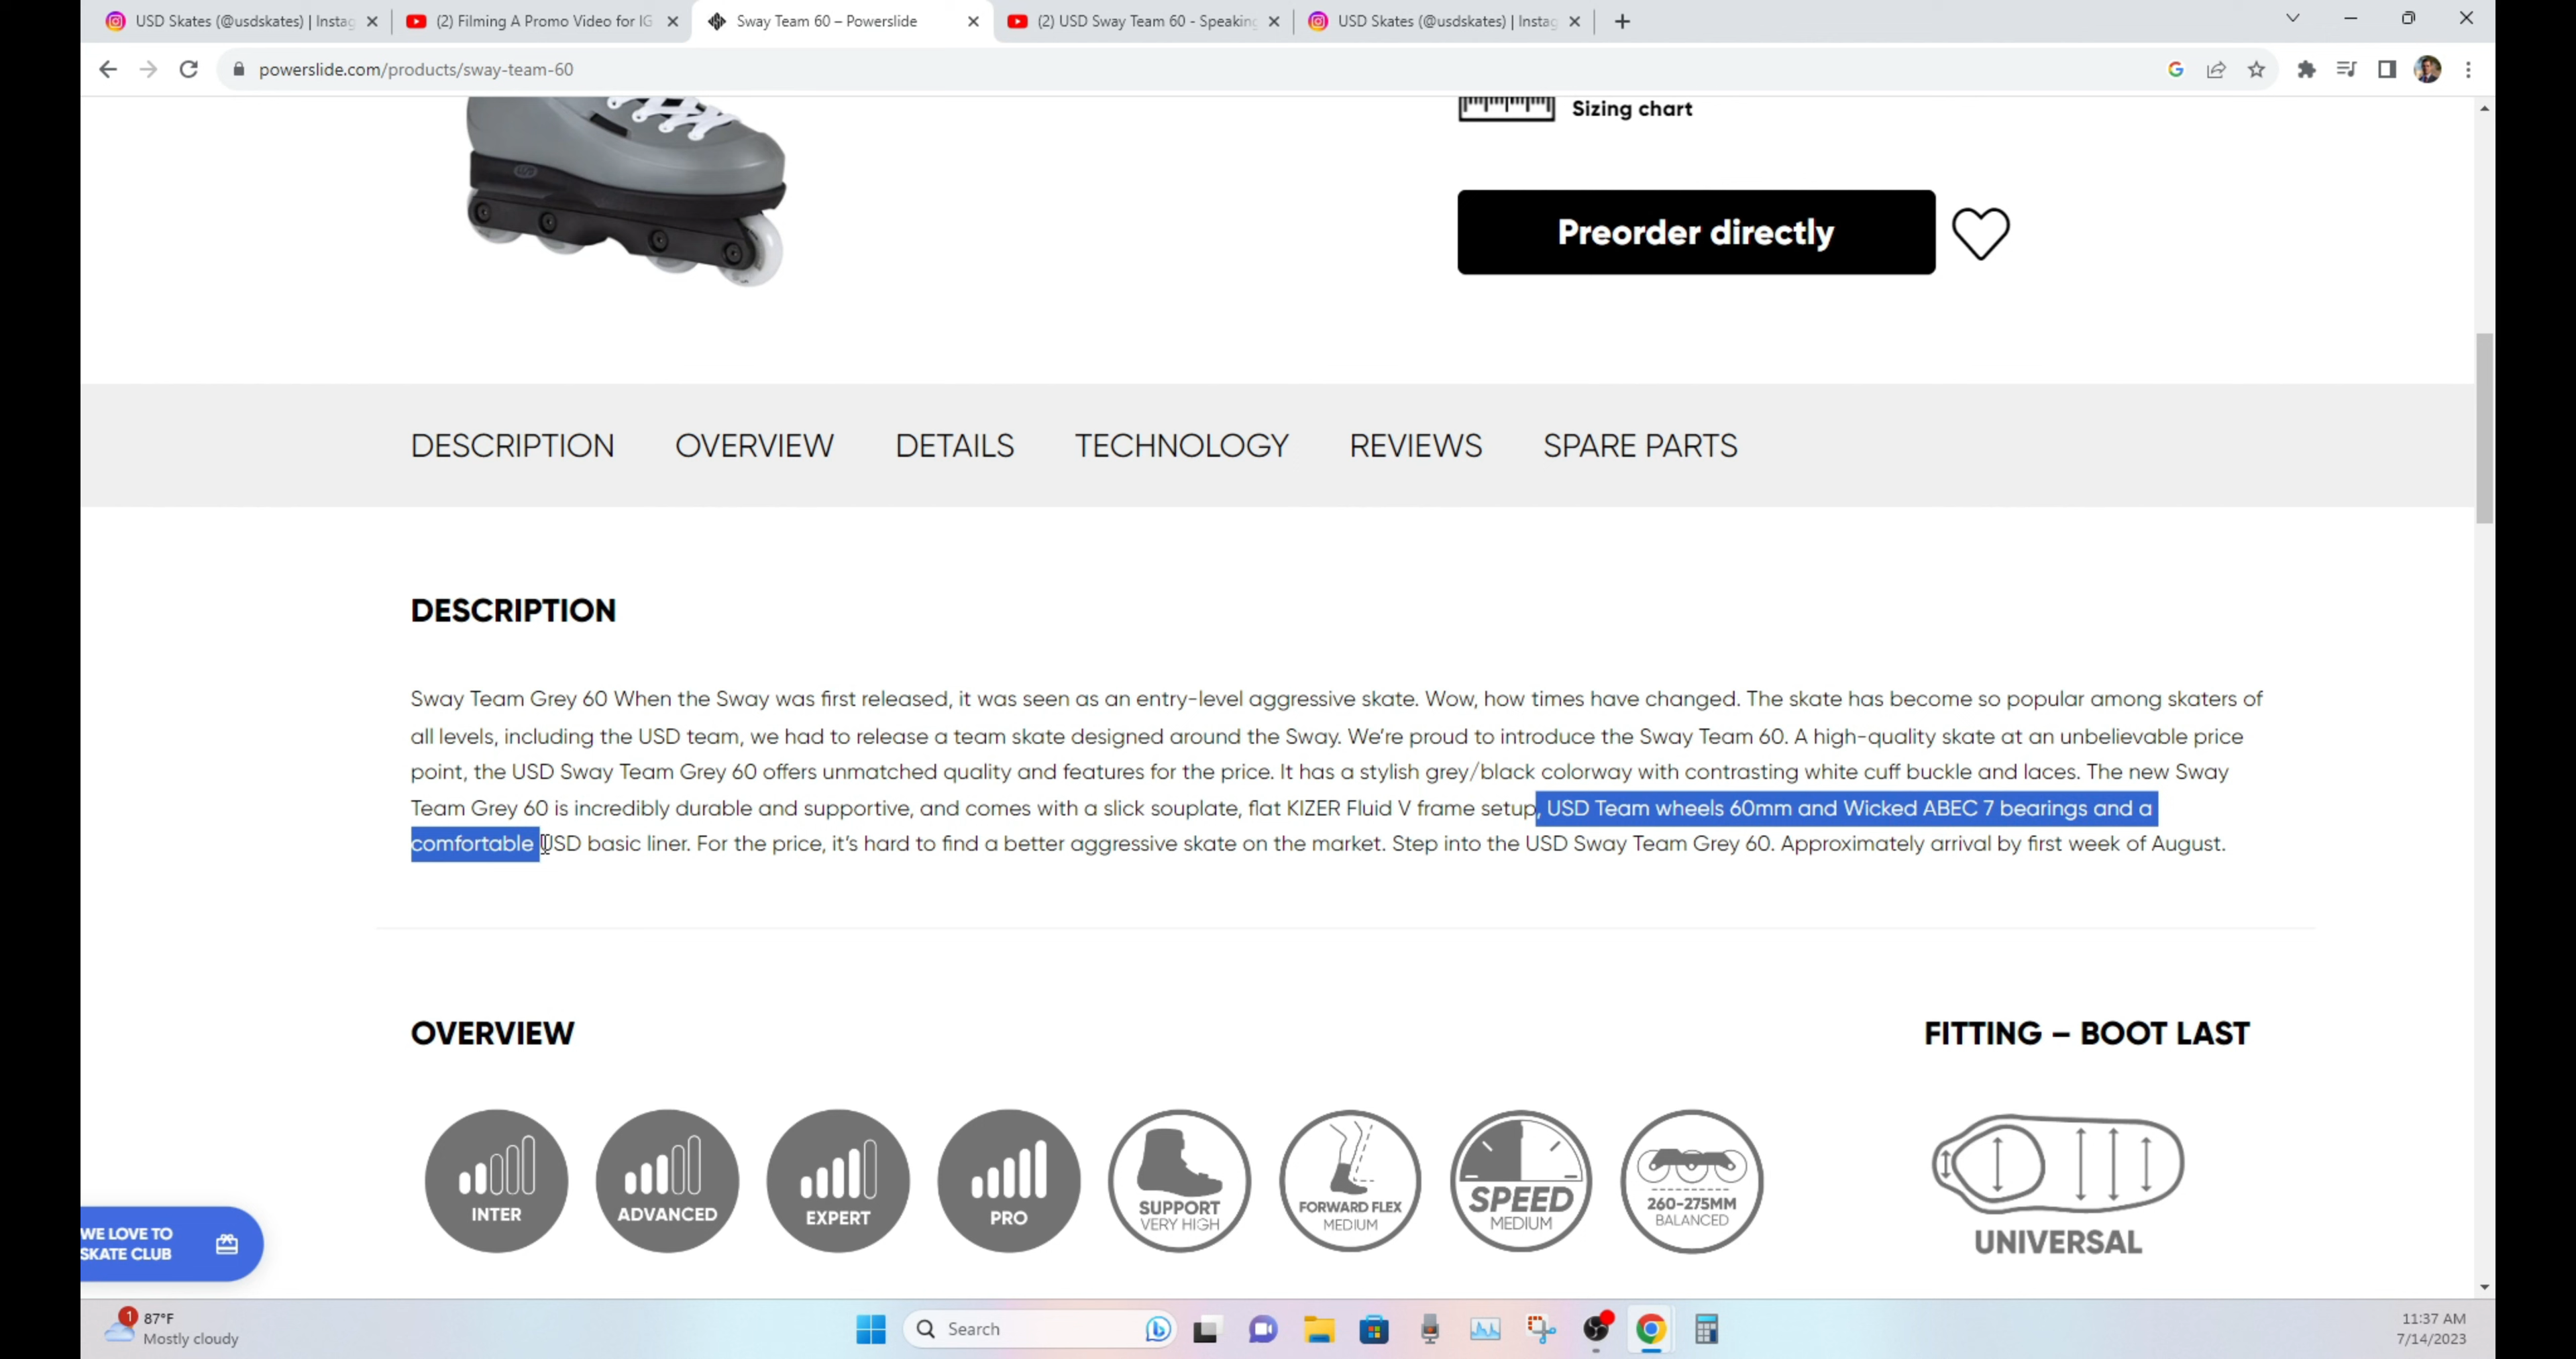 USD Skates (@usdskates) | Instag
(2) Filming A Promo Video for IG
Sway Team 60 – Powerslide
(2) USD Sway Team 60 - Speaking
USD Skates (@usdskates) | Instag
powerslide.com/products/sway-team-60
Sizing chart
Preorder directly
DESCRIPTION OVERVIEW DETAILS TECHNOLOGY REVIEWS SPARE PARTS
DESCRIPTION
Sway Team Grey 60 When the Sway was first released, it was seen as an entry-level aggressive skate. Wow, how times have changed. The skate has become so popular among skaters of
all levels, including the USD team, we had to release a team skate designed around the Sway. We're proud to introduce the Sway Team 60. A high-quality skate at an unbelievable price
point, the USD Sway Team Grey 60 offers unmatched quality and features for the price. It has a stylish grey/black colorway with contrasting white cuff buckle and laces. The new Sway
Team Grey 60 is incredibly durable and supportive, and comes with a slick souplate, flat KIZER Fluid V frame setup, USD Team wheels 60mm and Wicked ABEC 7 bearings and a
comfortable USD basic liner. For the price, it's hard to find a better aggressive skate on the market. Step into the USD Sway Team Grey 60. Approximately arrival by first week of August.
OVERVIEW
FITTING – BOOT LAST
INTER
ADVANCED
EXPERT
PRO
SUPPORT
VERY HIGH
FORWARD FLEX
MEDIUM
SPEED
MEDIUM
260-275MM
BALANCED
UNIVERSAL
WE LOVE TO
SKATE CLUB
1
87°F
Mostly cloudy
Search
11:37 AM
7/14/2023